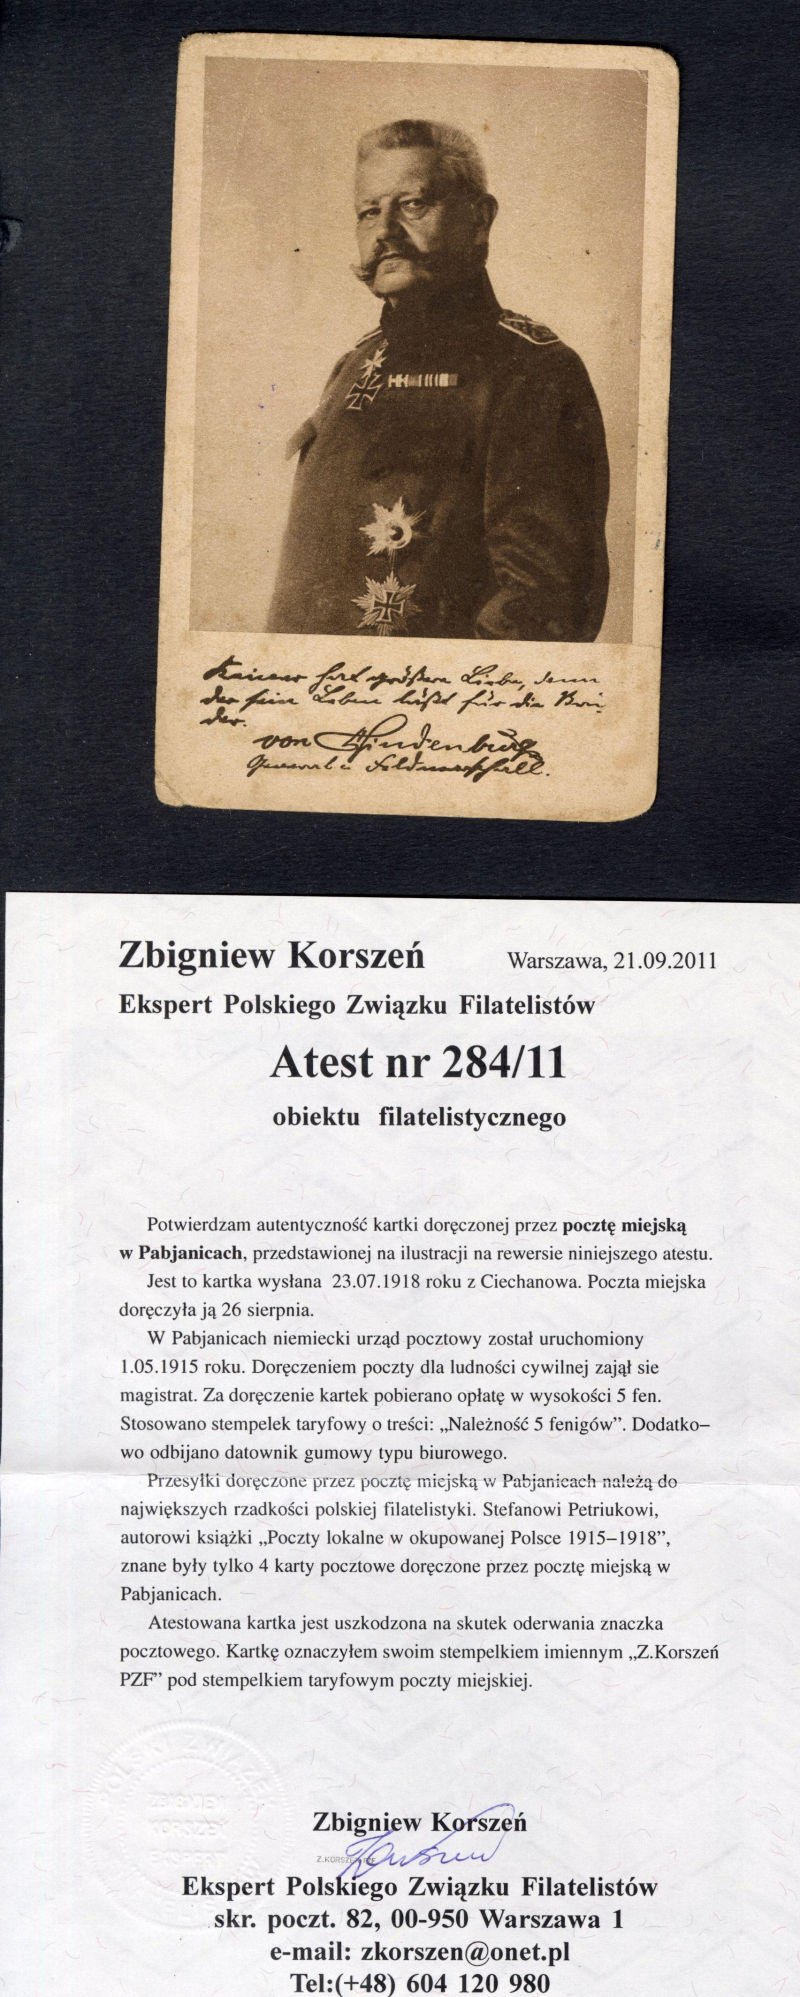 Keiner hat größere Liebe, denn
der sein Leben läßt für die Brü-
der.
von Hindenburg
Generalfeldmarschall.
Zbigniew Korszeń
Warszawa, 21.09.2011
Ekspert Polskiego Związku Filatelistów
Atest nr 284/11
obiektu filatelistycznego
Potwierdzam autentyczność kartki doręczonej przez pocztę miejską
w Pabjanicach, przedstawionej na ilustracji na rewersie niniejszego atestu.
Jest to kartka wysłana 23.07.1918 roku z Ciechanowa. Poczta miejska
doręczyła ją 26 sierpnia.
W Pabjanicach niemiecki urząd pocztowy został uruchomiony
1.05.1915 roku. Doręczeniem poczty dla ludności cywilnej zajął sie
magistrat. Za doręczenie kartek pobierano opłatę w wysokości 5 fen.
Stosowano stempelek taryfowy o treści: „Należność 5 fenigów”. Dodatko–
wo odbijano datownik gumowy typu biurowego.
Przesyłki doręczone przez pocztę miejską w Pabjanicach należą do
największych rzadkości polskiej filatelistyki. Stefanowi Petriukowi,
autorowi książki „Poczty lokalne w okupowanej Polsce 1915–1918”,
znane były tylko 4 karty pocztowe doręczone przez pocztę miejską w
Pabjanicach.
Atestowana kartka jest uszkodzona na skutek oderwania znaczka
pocztowego. Kartkę oznaczyłem swoim stempelkiem imiennym „Z.Korszeń
PZF” pod stempelkiem taryfowym poczty miejskiej.
POLSKI ZWIĄZEK
ZBIGNIEW
KORSZEŃ
Zbigniew Korszeń
Z.KORSZEŃ PZF
Ekspert Polskiego Związku Filatelistów
skr. poczt. 82, 00-950 Warszawa 1
e-mail: zkorszen@onet.pl
Tel:(+48) 604 120 980